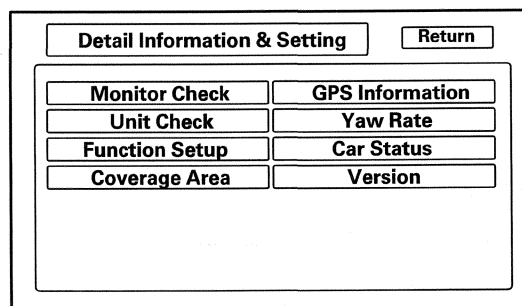 Detail Information & Setting Return
Monitor Check GPS Information
Unit Check Yaw Rate
Function Setup Car Status
Coverage Area Version